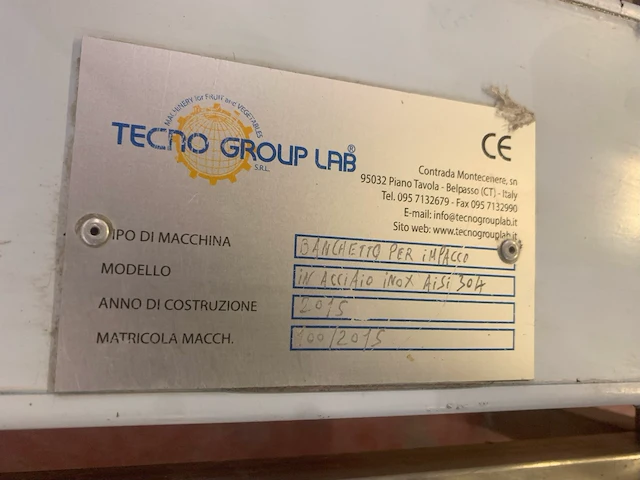 MACHINERY for FRUIT and VEGETABLES
TECNO GROUP LAB®
S.R.L.
CE
Contrada Montecenere, sn
95032 Piano Tavola - Belpasso (CT) - Italy
Tel. 095 7132679 - Fax 095 7132990
E-mail: info@tecnogrouplab.it
Sito web: www.tecnogrouplab.it
TIPO DI MACCHINA BANCHETTO PER IMPACCO
MODELLO IN ACCIAIO INOX AISI 304
ANNO DI COSTRUZIONE 2015
MATRICOLA MACCH. 100/2015